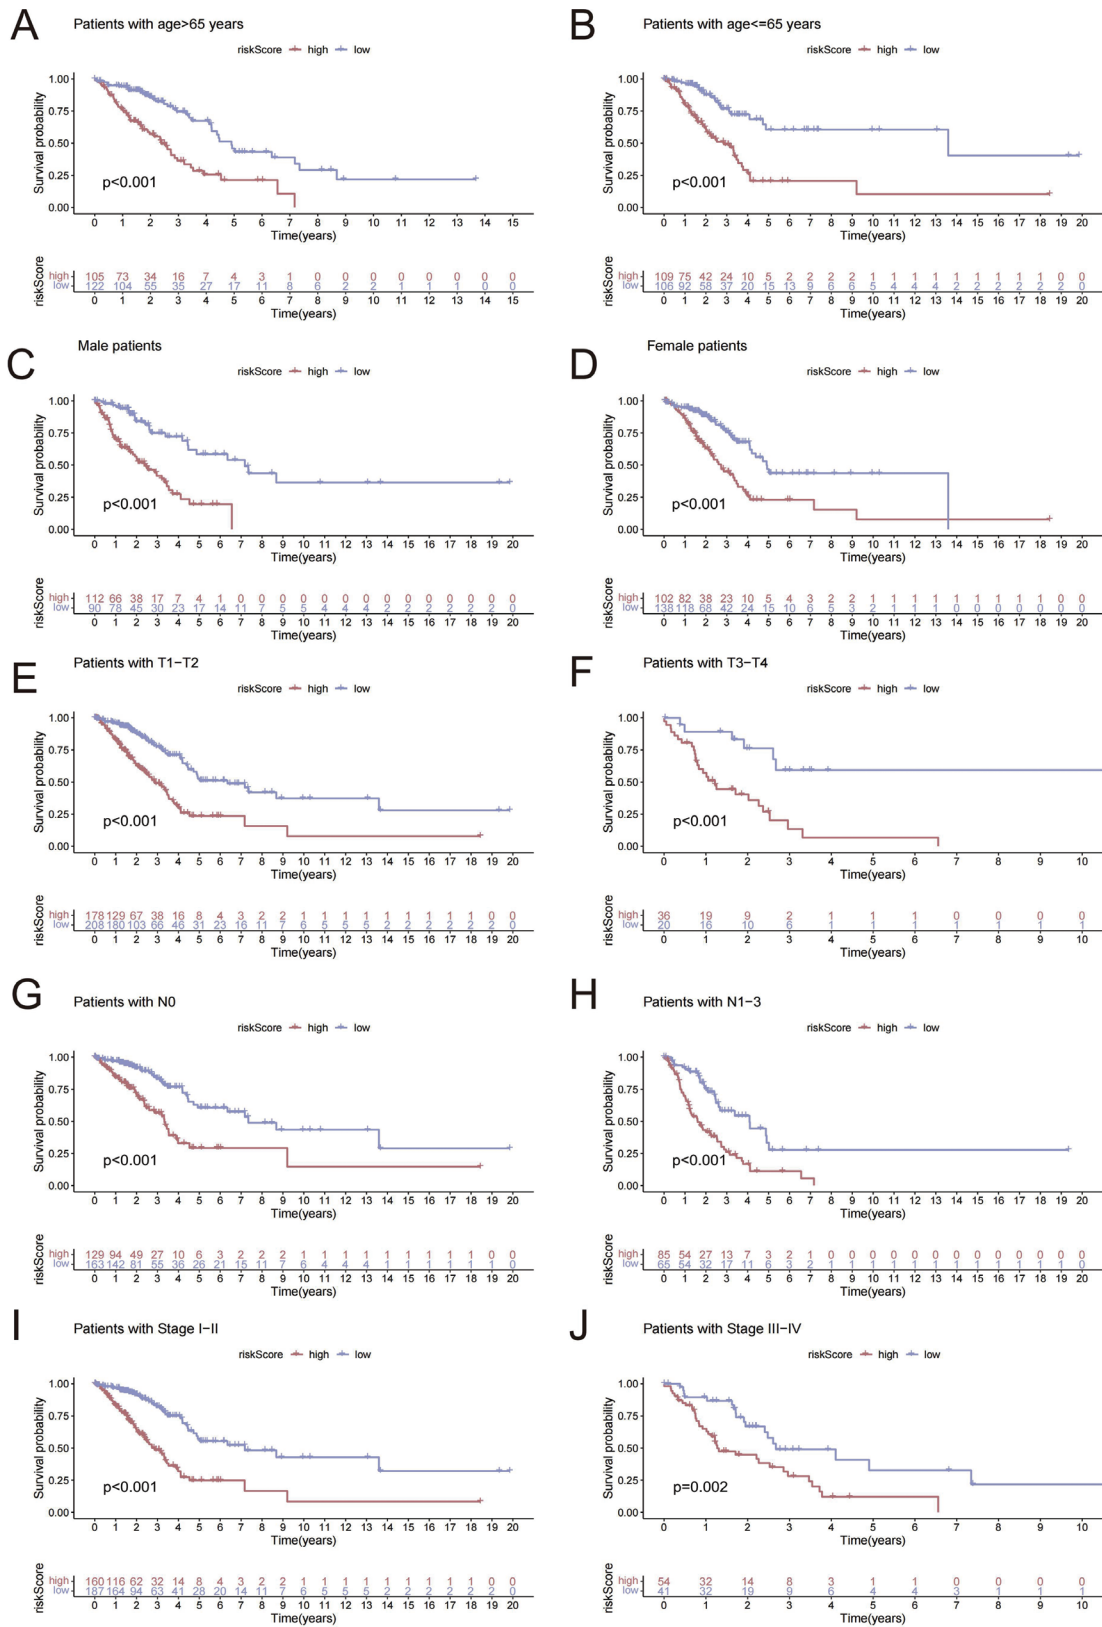 A
Patients with age>65 years
riskScore high low
Survival probability
1.00
0.75
0.50
0.25
0.00
p<0.001
0 1 2 3 4 5 6 7 8 9 10 11 12 13 14 15
Time(years)
riskScore
high 105 73 34 16 7 4 3 1 0 0 0 0 0 0 0 0
low 122 104 55 35 27 17 11 8 6 2 2 1 1 1 0 0
0 1 2 3 4 5 6 7 8 9 10 11 12 13 14 15
Time(years)
B
Patients with age<=65 years
riskScore high low
Survival probability
1.00
0.75
0.50
0.25
0.00
p<0.001
0 1 2 3 4 5 6 7 8 9 10 11 12 13 14 15 16 17 18 19 20
Time(years)
riskScore
high 109 75 42 24 10 5 2 2 2 2 1 1 1 1 1 1 1 1 1 0 0
low 106 92 58 37 20 15 13 9 6 6 5 4 4 4 2 2 2 2 2 2 0
0 1 2 3 4 5 6 7 8 9 10 11 12 13 14 15 16 17 18 19 20
Time(years)
C
Male patients
riskScore high low
Survival probability
1.00
0.75
0.50
0.25
0.00
p<0.001
0 1 2 3 4 5 6 7 8 9 10 11 12 13 14 15 16 17 18 19 20
Time(years)
riskScore
high 112 66 38 17 7 4 1 0 0 0 0 0 0 0 0 0 0 0 0 0 0
low 90 78 45 30 23 17 14 11 7 5 5 4 4 4 2 2 2 2 2 2 0
0 1 2 3 4 5 6 7 8 9 10 11 12 13 14 15 16 17 18 19 20
Time(years)
D
Female patients
riskScore high low
Survival probability
1.00
0.75
0.50
0.25
0.00
p<0.001
0 1 2 3 4 5 6 7 8 9 10 11 12 13 14 15 16 17 18 19 20
Time(years)
riskScore
high 102 82 38 23 10 5 4 3 2 2 1 1 1 1 1 1 1 1 1 0 0
low 138 118 68 42 24 15 10 6 5 3 2 1 1 1 0 0 0 0 0 0 0
0 1 2 3 4 5 6 7 8 9 10 11 12 13 14 15 16 17 18 19 20
Time(years)
E
Patients with T1−T2
riskScore high low
Survival probability
1.00
0.75
0.50
0.25
0.00
p<0.001
0 1 2 3 4 5 6 7 8 9 10 11 12 13 14 15 16 17 18 19 20
Time(years)
riskScore
high 178 129 67 38 16 8 4 3 2 2 1 1 1 1 1 1 1 1 1 0 0
low 208 180 103 66 46 31 23 16 11 7 6 5 5 5 2 2 2 2 2 2 0
0 1 2 3 4 5 6 7 8 9 10 11 12 13 14 15 16 17 18 19 20
Time(years)
F
Patients with T3−T4
riskScore high low
Survival probability
1.00
0.75
0.50
0.25
0.00
p<0.001
0 1 2 3 4 5 6 7 8 9 10
Time(years)
riskScore
high 36 19 9 2 1 1 1 0 0 0 0
low 20 16 10 6 1 1 1 1 1 1 1
0 1 2 3 4 5 6 7 8 9 10
Time(years)
G
Patients with N0
riskScore high low
Survival probability
1.00
0.75
0.50
0.25
0.00
p<0.001
0 1 2 3 4 5 6 7 8 9 10 11 12 13 14 15 16 17 18 19 20
Time(years)
riskScore
high 129 94 49 27 10 6 3 2 2 2 1 1 1 1 1 1 1 1 1 0 0
low 163 142 81 55 36 26 21 15 11 7 6 4 4 4 1 1 1 1 1 1 0
0 1 2 3 4 5 6 7 8 9 10 11 12 13 14 15 16 17 18 19 20
Time(years)
H
Patients with N1−3
riskScore high low
Survival probability
1.00
0.75
0.50
0.25
0.00
p<0.001
0 1 2 3 4 5 6 7 8 9 10 11 12 13 14 15 16 17 18 19 20
Time(years)
riskScore
high 85 54 27 13 7 3 2 1 0 0 0 0 0 0 0 0 0 0 0 0 0
low 65 54 32 17 11 6 3 2 1 1 1 1 1 1 1 1 1 1 1 1 0
0 1 2 3 4 5 6 7 8 9 10 11 12 13 14 15 16 17 18 19 20
Time(years)
I
Patients with Stage I−II
riskScore high low
Survival probability
1.00
0.75
0.50
0.25
0.00
p<0.001
0 1 2 3 4 5 6 7 8 9 10 11 12 13 14 15 16 17 18 19 20
Time(years)
riskScore
high 160 116 62 32 14 8 4 3 2 2 1 1 1 1 1 1 1 1 1 0 0
low 187 164 94 63 41 28 20 14 11 7 6 5 5 5 2 2 2 2 2 2 0
0 1 2 3 4 5 6 7 8 9 10 11 12 13 14 15 16 17 18 19 20
Time(years)
J
Patients with Stage III−IV
riskScore high low
Survival probability
1.00
0.75
0.50
0.25
0.00
p=0.002
0 1 2 3 4 5 6 7 8 9 10
Time(years)
riskScore
high 54 32 14 8 3 1 1 0 0 0 0
low 41 32 19 9 6 4 4 3 1 1 1
0 1 2 3 4 5 6 7 8 9 10
Time(years)